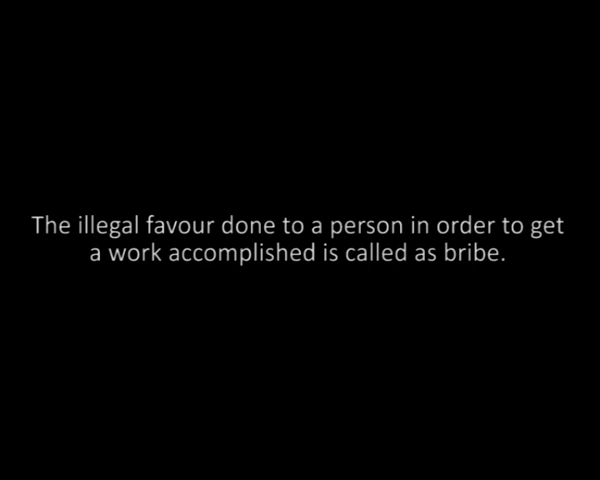 The illegal favour done to a person in order to get
a work accomplished is called as bribe.